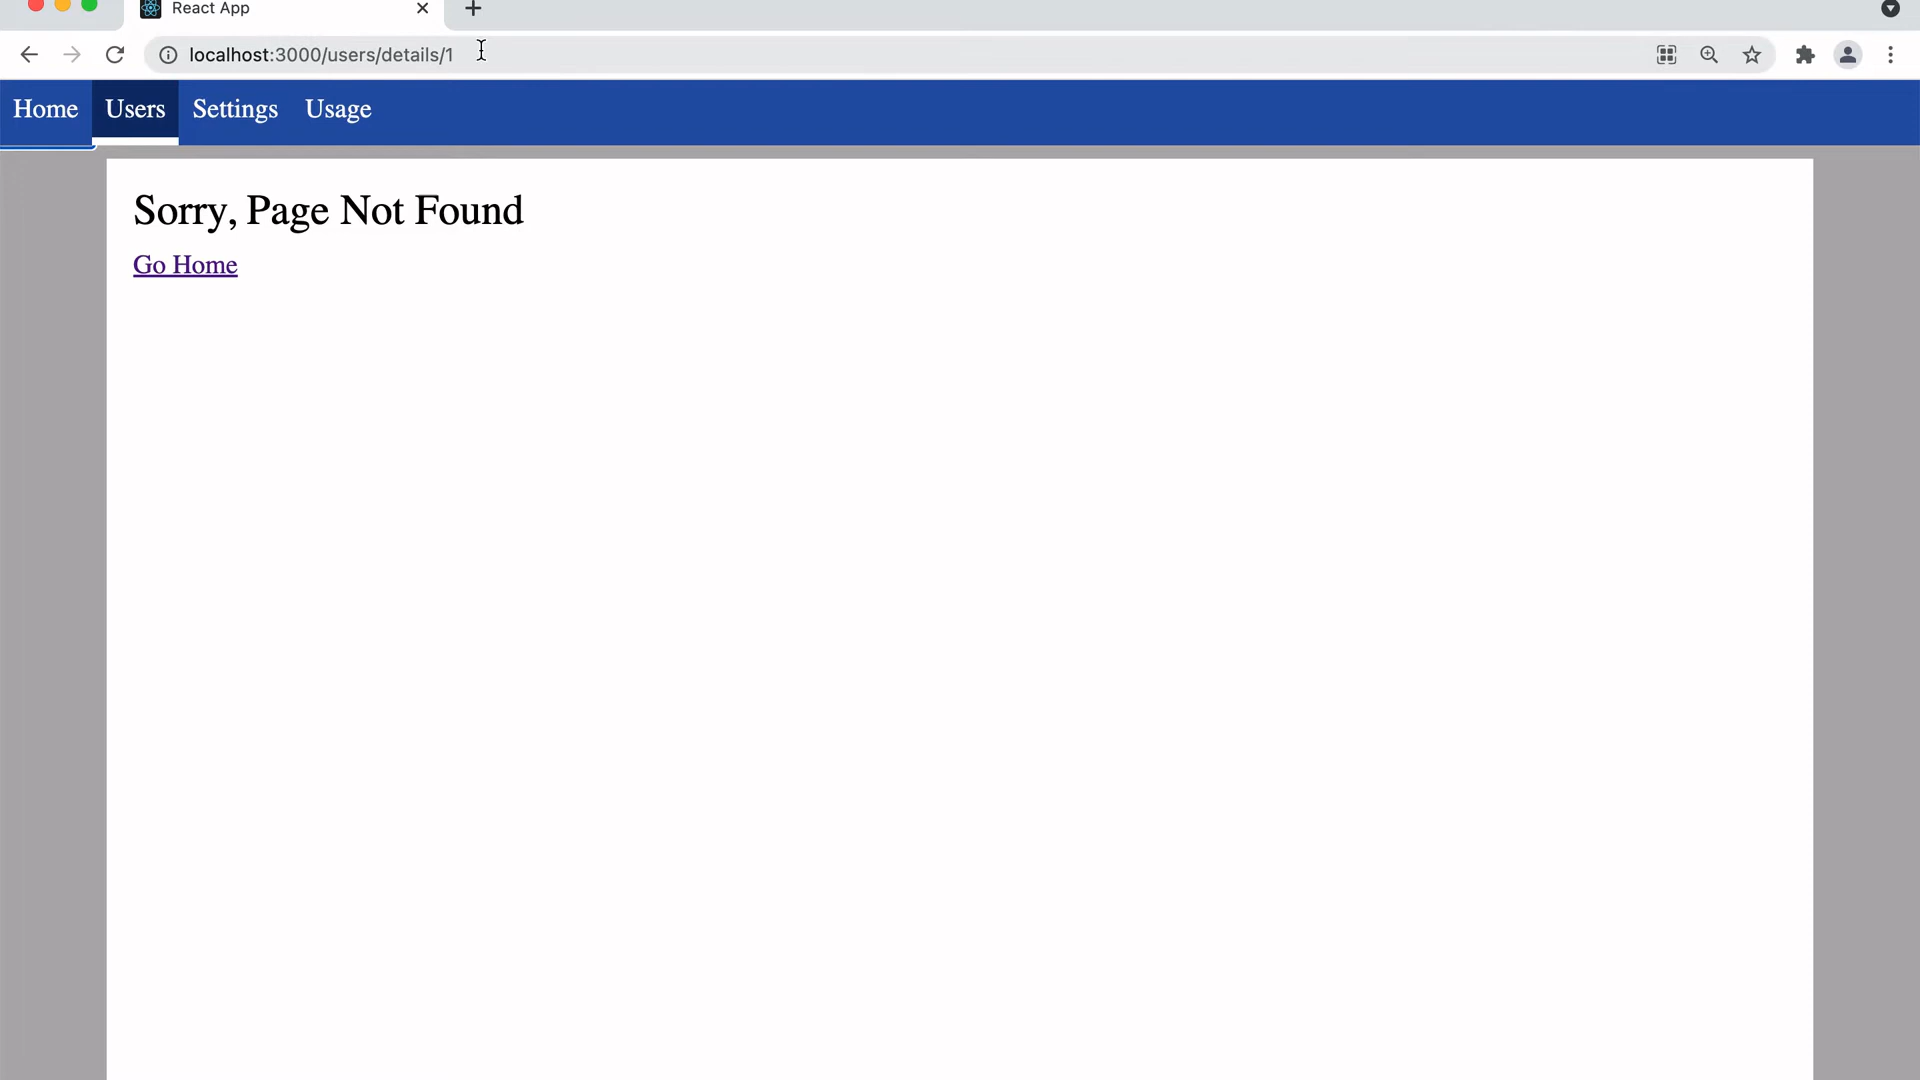 React App
localhost:3000/users/details/1
Home Users Settings Usage
Sorry, Page Not Found
Go Home